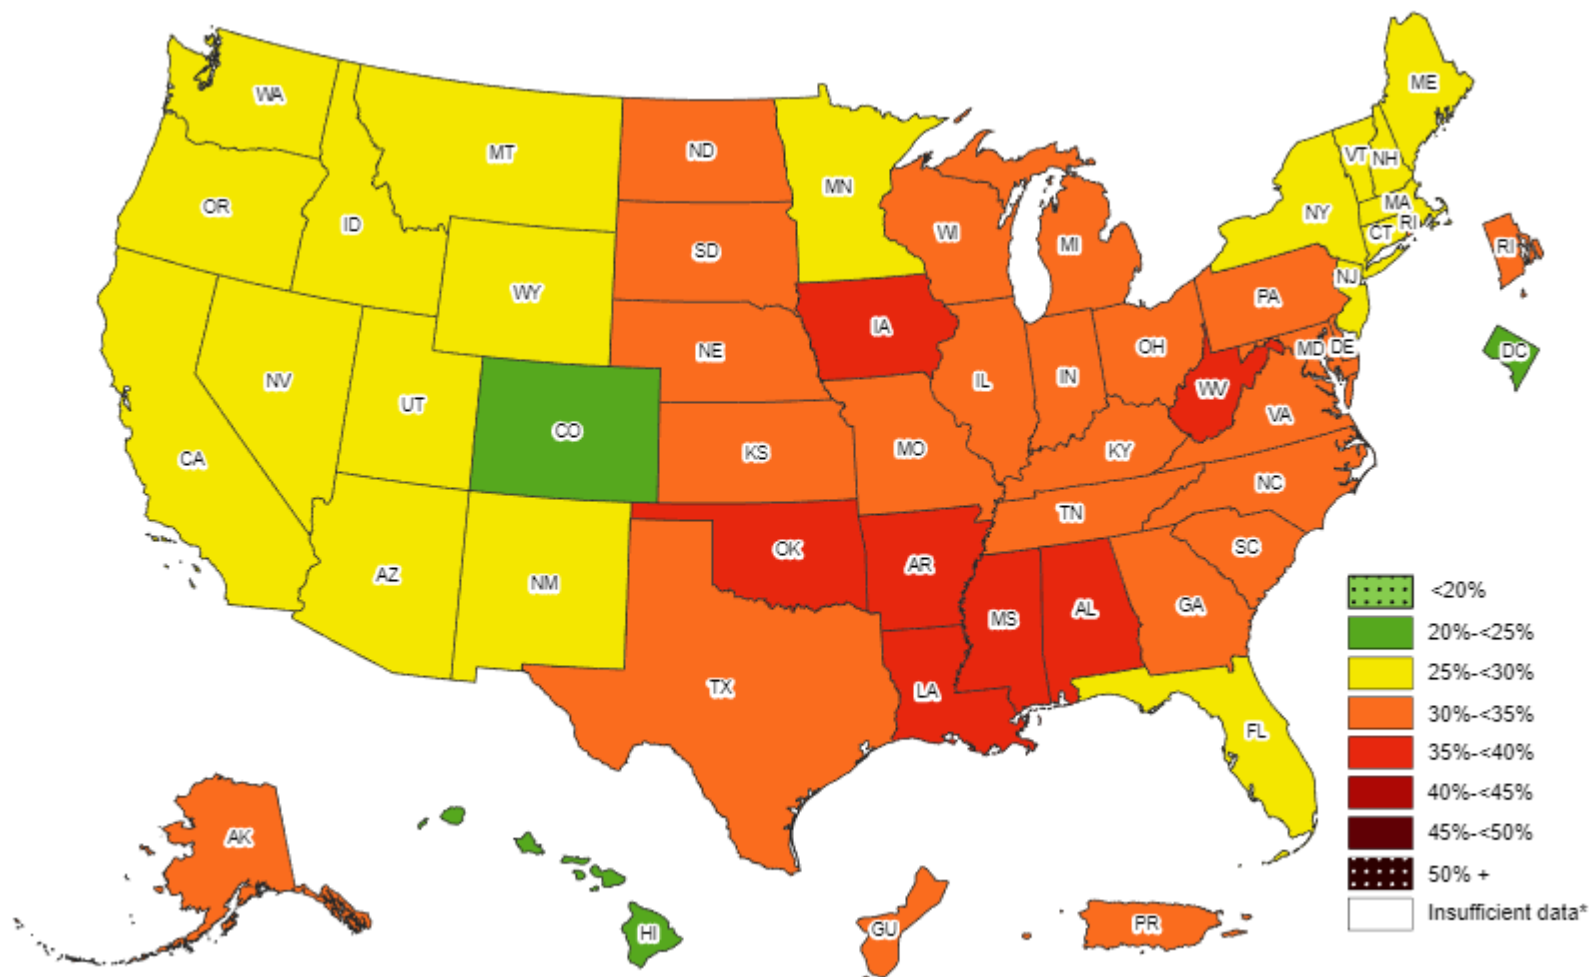 ME
WA
MT
ND
VT
NH
MN
MA
OR
NY
ID
RI
CT
WI
MI
RI
SD
NJ
WY
PA
IA
OH
MD
DE
NE
DC
NV
IN
IL
WV
UT
VA
CO
KS
MO
KY
CA
NC
TN
OK
SC
AR
AZ
NM
GA
MS
AL
TX
LA
FL
AK
HI
GU
PR
<20%
20%-<25%
25%-<30%
30%-<35%
35%-<40%
40%-<45%
45%-<50%
50% +
Insufficient data*